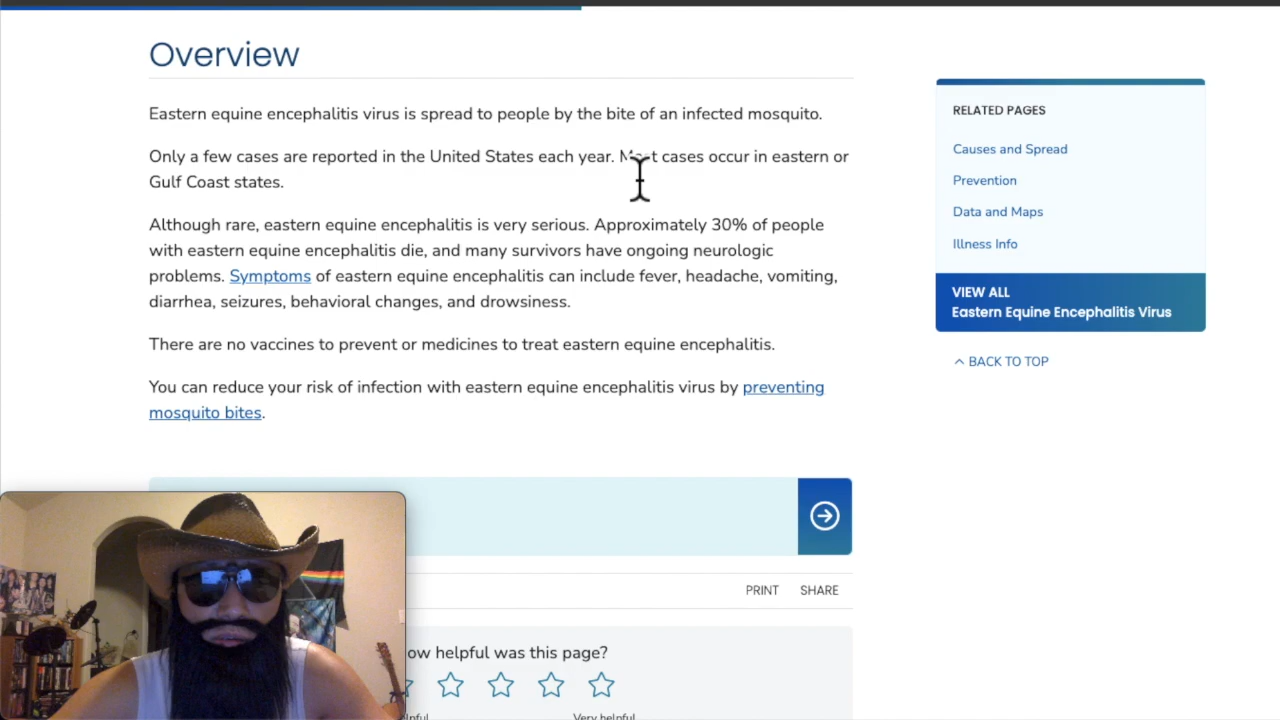 Overview
Eastern equine encephalitis virus is spread to people by the bite of an infected mosquito.
Only a few cases are reported in the United States each year. Most cases occur in eastern or
Gulf Coast states.
Although rare, eastern equine encephalitis is very serious. Approximately 30% of people
with eastern equine encephalitis die, and many survivors have ongoing neurologic
problems. Symptoms of eastern equine encephalitis can include fever, headache, vomiting,
diarrhea, seizures, behavioral changes, and drowsiness.
There are no vaccines to prevent or medicines to treat eastern equine encephalitis.
You can reduce your risk of infection with eastern equine encephalitis virus by preventing
mosquito bites.
RELATED PAGES
Causes and Spread
Prevention
Data and Maps
Illness Info
VIEW ALL
Eastern Equine Encephalitis Virus
BACK TO TOP
PRINT SHARE
ow helpful was this page?
Very helpful